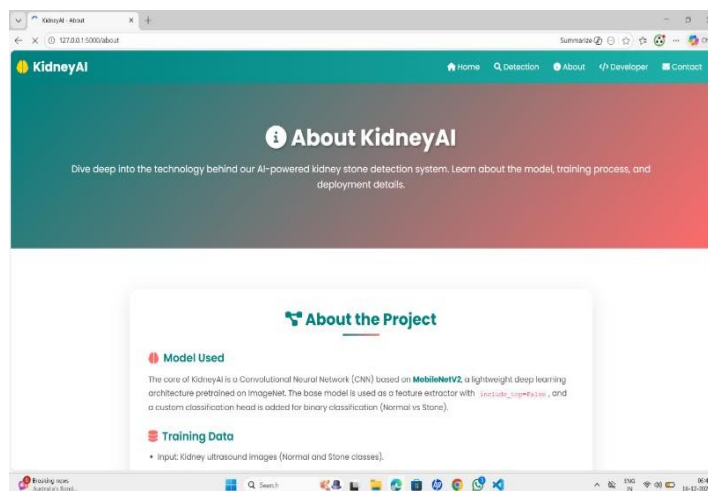 KidneyAI - About
127.0.0.1:5000/about
Summarize
KidneyAI
Home Detection About </> Developer Contact
About KidneyAI
Dive deep into the technology behind our AI-powered kidney stone detection system. Learn about the model, training process, and
deployment details.
About the Project
Model Used
The core of KidneyAI is a Convolutional Neural Network (CNN) based on MobileNetV2, a lightweight deep learning
architecture pretrained on ImageNet. The base model is used as a feature extractor with include_top=False, and
a custom classification head is added for binary classification (Normal vs Stone).
Training Data
• Input: Kidney ultrasound images (Normal and Stone classes).
Breaking news
Australia's Bond...
Search
ENG
IN